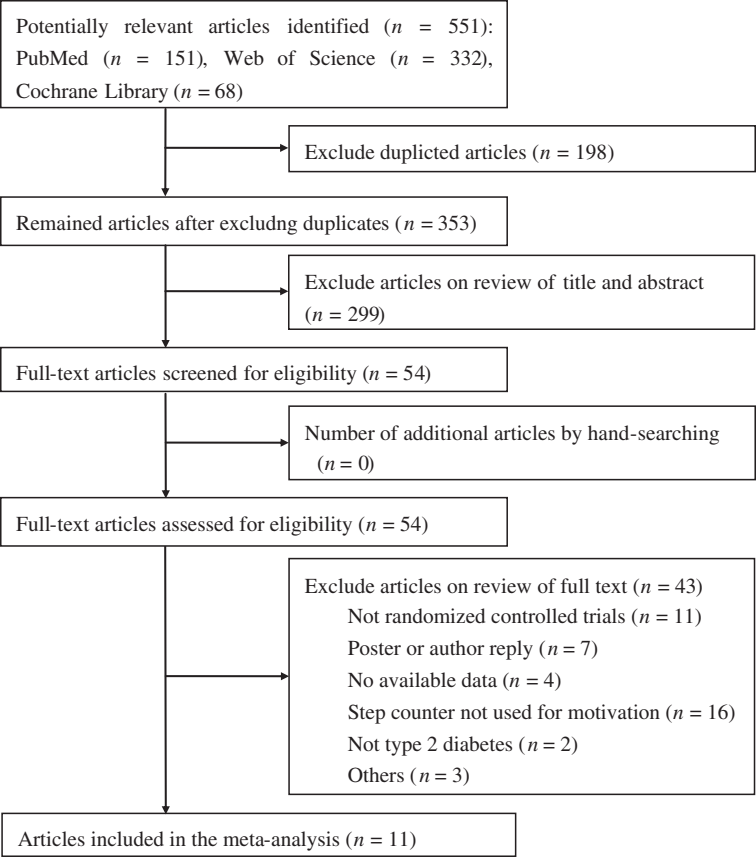 Potentially relevant articles identified (n = 551):
PubMed (n = 151), Web of Science (n = 332),
Cochrane Library (n = 68)
Exclude duplicted articles (n = 198)
Remained articles after excludng duplicates (n = 353)
Exclude articles on review of title and abstract
(n = 299)
Full-text articles screened for eligibility (n = 54)
Number of additional articles by hand-searching
(n = 0)
Full-text articles assessed for eligibility (n = 54)
Exclude articles on review of full text (n = 43)
Not randomized controlled trials (n = 11)
Poster or author reply (n = 7)
No available data (n = 4)
Step counter not used for motivation (n = 16)
Not type 2 diabetes (n = 2)
Others (n = 3)
Articles included in the meta-analysis (n = 11)